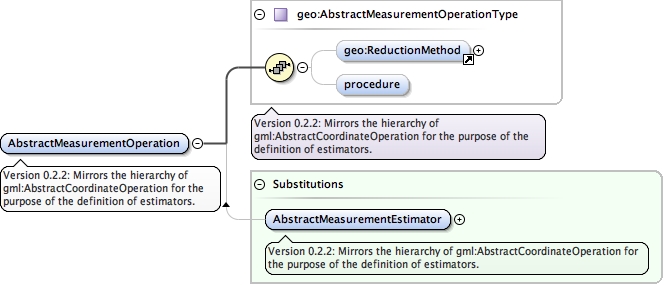 geo:AbstractMeasurementOperationType
geo:ReductionMethod
procedure
Version 0.2.2: Mirrors the hierarchy of
gml:AbstractCoordinateOperation for the purpose of the
definition of estimators.
AbstractMeasurementOperation
Version 0.2.2: Mirrors the hierarchy of
gml:AbstractCoordinateOperation for the
purpose of the definition of estimators.
Substitutions
AbstractMeasurementEstimator
Version 0.2.2: Mirrors the hierarchy of gml:AbstractCoordinateOperation for
the purpose of the definition of estimators.